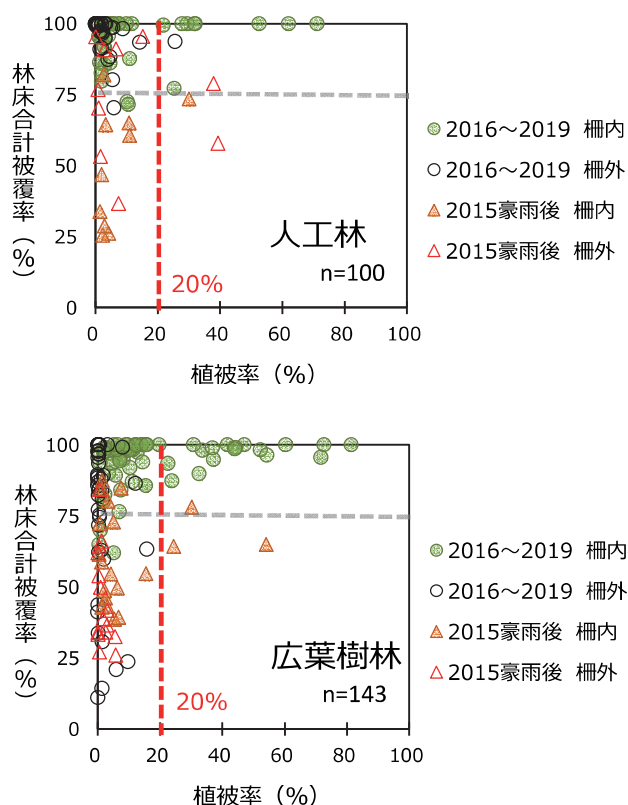 林床合計被覆率（%）
100
75
50
25
0
0 20 40 60 80 100
植被率（%）
20%
人工林
n=100
2016～2019 柵内
2016～2019 柵外
2015豪雨後 柵内
2015豪雨後 柵外
林床合計被覆率（%）
100
75
50
25
0
0 20 40 60 80 100
植被率（%）
20%
広葉樹林
n=143
2016～2019 柵内
2016～2019 柵外
2015豪雨後 柵内
2015豪雨後 柵外